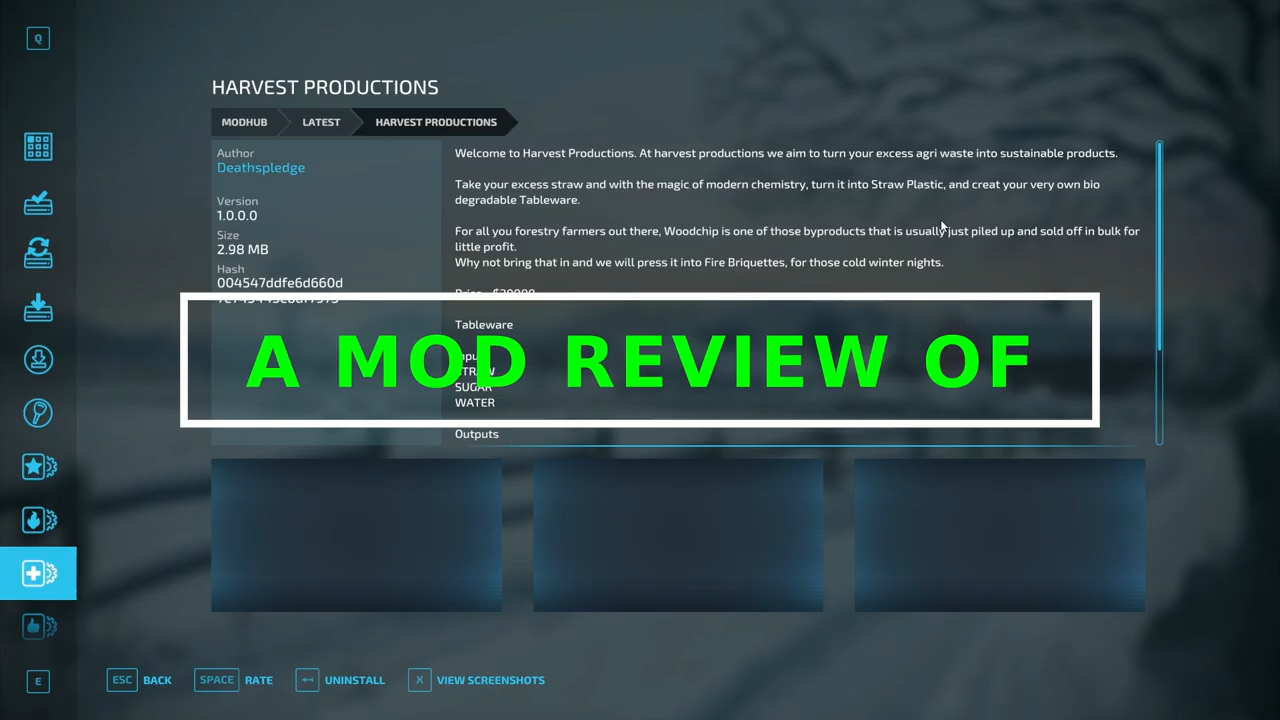 Q
HARVEST PRODUCTIONS
MODHUB LATEST HARVEST PRODUCTIONS
Author
Deathspledge
Version
1.0.0.0
Size
2.98 MB
Hash
004547ddfe6d660d
Welcome to Harvest Productions. At harvest productions we aim to turn your excess agri waste into sustainable products.
Take your excess straw and with the magic of modern chemistry, turn it into Straw Plastic, and creat your very own bio
degradable Tableware.
For all you forestry farmers out there, Woodchip is one of those byproducts that is usually just piled up and sold off in bulk for
little profit.
Why not bring that in and we will press it into Fire Briquettes, for those cold winter nights.
Tableware
A MOD REVIEW OF
SUGAR
WATER
Outputs
E
ESC BACK SPACE RATE UNINSTALL X VIEW SCREENSHOTS